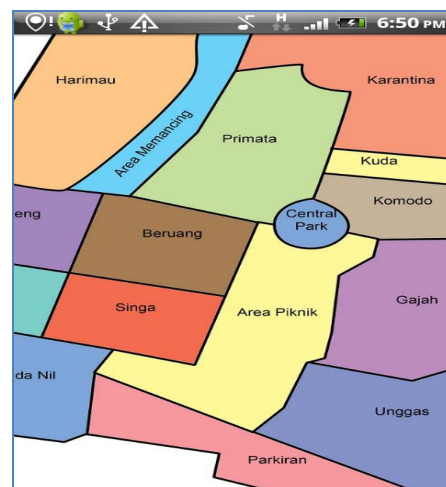 H
6:50 PM
Harimau
Karantina
Area Memancing
Primata
Kuda
Komodo
Central
Park
eng
Beruang
Gajah
Singa
Area Piknik
da Nil
Unggas
Parkiran